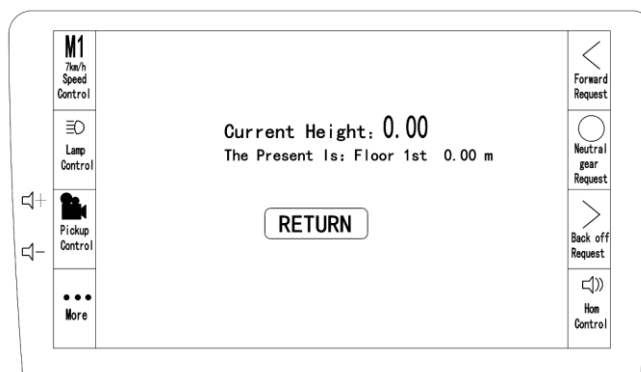 M1
7km/h
Speed
Control
Lamp
Control
Pickup
Control
More
Current Height: 0.00
The Present Is: Floor 1st 0.00 m
RETURN
Forward
Request
Neutral
gear
Request
Back off
Request
Hom
Control